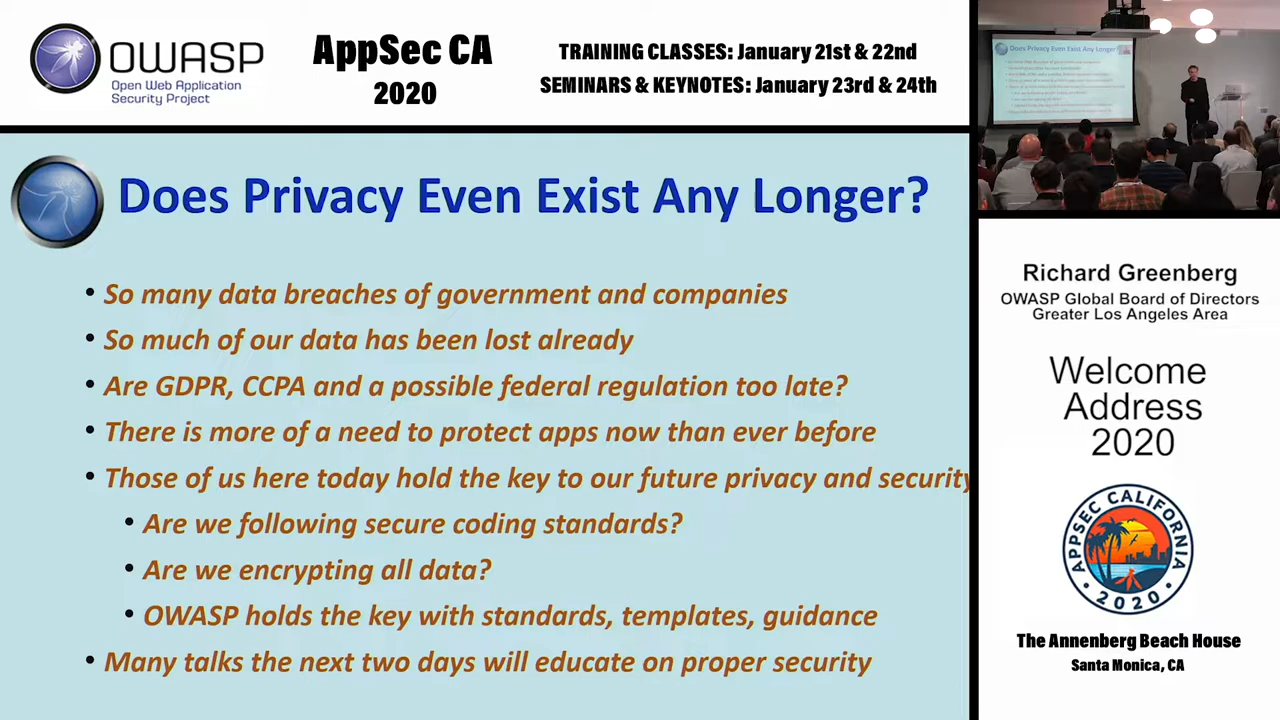 OWASP
Open Web Application
Security Project
AppSec CA
2020
TRAINING CLASSES: January 21st & 22nd
SEMINARS & KEYNOTES: January 23rd & 24th
Does Privacy Even Exist Any Longer?
• So many data breaches of government and companies
• So much of our data has been lost already
• Are GDPR, CCPA and a possible federal regulation too late?
• There is more of a need to protect apps now than ever before
• Those of us here today hold the key to our future privacy and security
• Are we following secure coding standards?
• Are we encrypting all data?
• OWASP holds the key with standards, templates, guidance
• Many talks the next two days will educate on proper security
Does Privacy Even Exist Any Longer?
Richard Greenberg
OWASP Global Board of Directors
Greater Los Angeles Area
Welcome
Address
2020
APPSEC CALIFORNIA
• 2020 •
The Annenberg Beach House
Santa Monica, CA